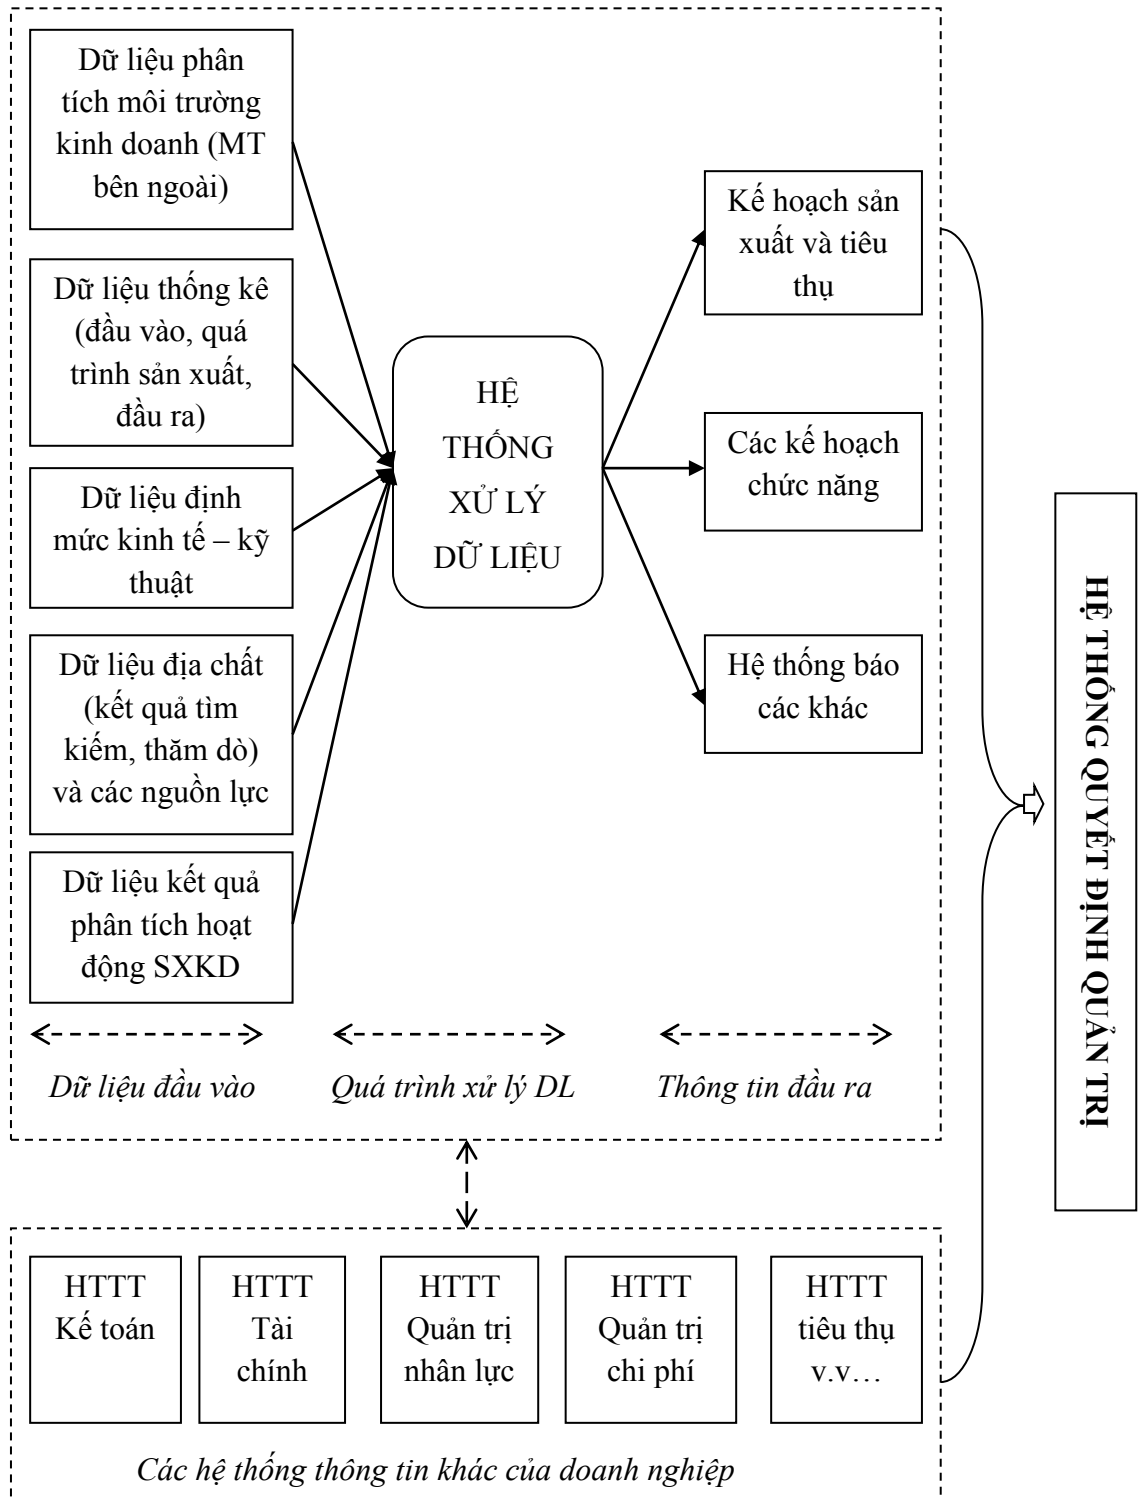 Dữ liệu phân
tích môi trường
kinh doanh (MT
bên ngoài)
Dữ liệu thống kê
(đầu vào, quá
trình sản xuất,
đầu ra)
Dữ liệu định
mức kinh tế – kỹ
thuật
Dữ liệu địa chất
(kết quả tìm
kiếm, thăm dò)
và các nguồn lực
Dữ liệu kết quả
phân tích hoạt
động SXKD
HỆ
THỐNG
XỬ LÝ
DỮ LIỆU
Kế hoạch sản
xuất và tiêu
thụ
Các kế hoạch
chức năng
Hệ thống báo
các khác
Dữ liệu đầu vào
Quá trình xử lý DL
Thông tin đầu ra
HỆ THỐNG QUYẾT ĐỊNH QUẢN TRỊ
HTTT
Kế toán
HTTT
Tài
chính
HTTT
Quản trị
nhân lực
HTTT
Quản trị
chi phí
HTTT
tiêu thụ
v.v…
Các hệ thống thông tin khác của doanh nghiệp